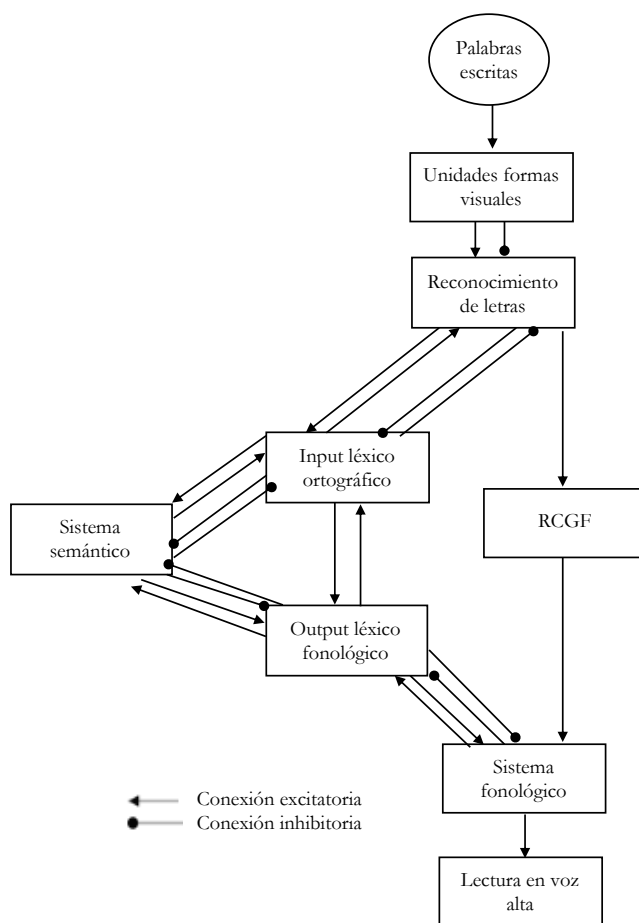 Palabras
escritas
Unidades formas
visuales
Reconocimiento
de letras
Input léxico
ortográfico
Sistema
semántico
RCGF
Output léxico
fonológico
Sistema
fonológico
Conexión excitatoria
Conexión inhibitoria
Lectura en voz
alta